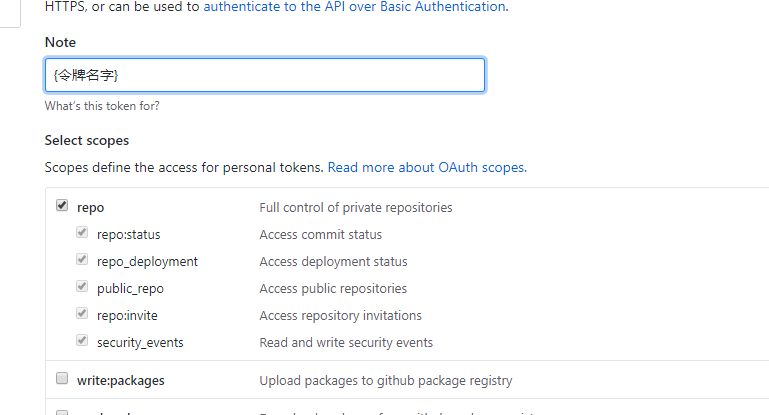 HTTPS, or can be used to authenticate to the API over Basic Authentication.
Note
{令牌名字}
What's this token for?
Select scopes
Scopes define the access for personal tokens. Read more about OAuth scopes.
repo Full control of private repositories
repo:status Access commit status
repo_deployment Access deployment status
public_repo Access public repositories
repo:invite Access repository invitations
security_events Read and write security events
write:packages Upload packages to github package registry